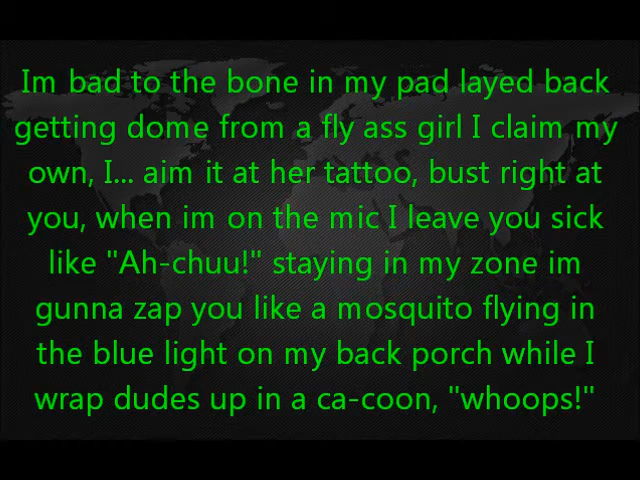 Im bad to the bone in my pad layed back
getting dome from a fly ass girl I claim my
own, I... aim it at her tattoo, bust right at
you, when im on the mic I leave you sick
like "Ah-chuu!" staying in my zone im
gunna zap you like a mosquito flying in
the blue light on my back porch while I
wrap dudes up in a ca-coon, "whoops!"